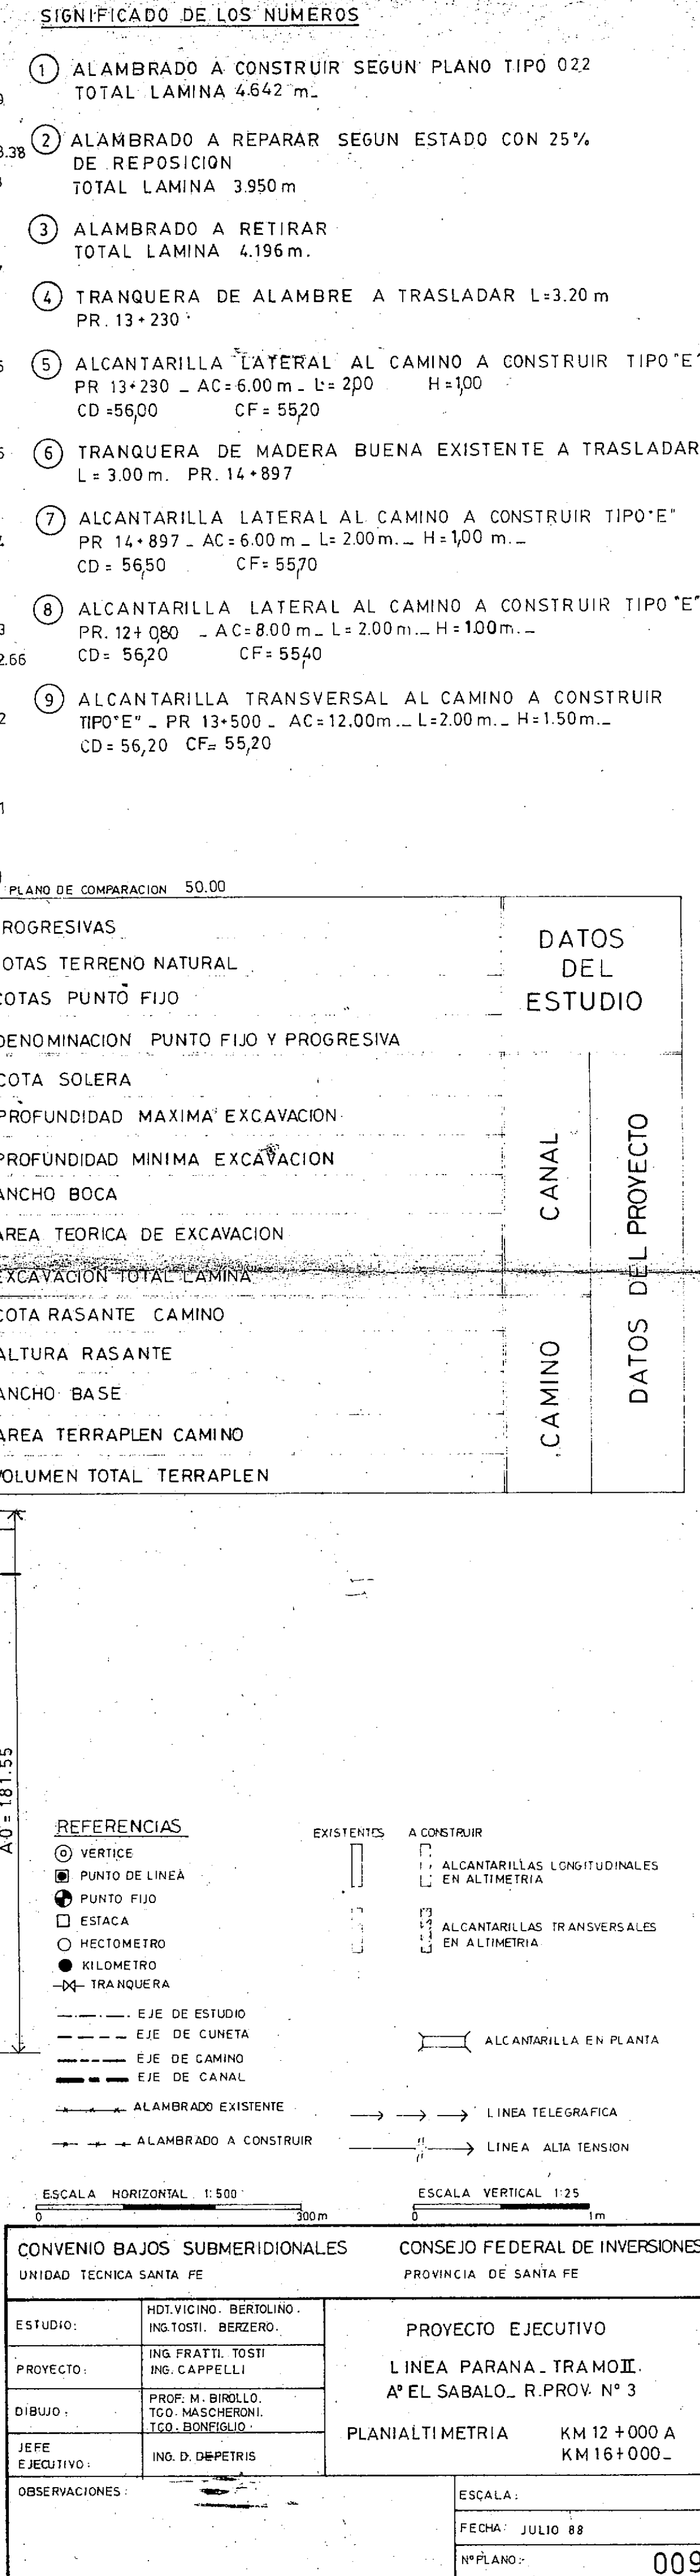 SIGNIFICADO DE LOS NUMEROS
1 ALAMBRADO A CONSTRUIR SEGUN PLANO TIPO 022
TOTAL LAMINA 4.642 m_
2 ALAMBRADO A REPARAR SEGUN ESTADO CON 25%
DE REPOSICION
TOTAL LAMINA 3.950 m
3 ALAMBRADO A RETIRAR
TOTAL LAMINA 4.196 m.
4 TRANQUERA DE ALAMBRE A TRASLADAR L=3.20 m
PR. 13+230
5 ALCANTARILLA LATERAL AL CAMINO A CONSTRUIR TIPO "E"
PR 13+230 _ AC=6.00 m _ L= 2,00 H=1,00
CD =56,00 CF= 55,20
6 TRANQUERA DE MADERA BUENA EXISTENTE A TRASLADAR
L = 3.00 m. PR. 14+897
7 ALCANTARILLA LATERAL AL CAMINO A CONSTRUIR TIPO "E"
PR 14+897 _ AC=6.00 m _ L= 2.00m._ H=1,00 m._
CD = 56,50 CF= 55,70
8 ALCANTARILLA LATERAL AL CAMINO A CONSTRUIR TIPO "E"
PR. 12+ 0,80 _ AC=8.00 m _ L= 2.00 m._ H=1.00m._
CD= 56,20 CF= 55,40
9 ALCANTARILLA TRANSVERSAL AL CAMINO A CONSTRUIR
TIPO "E" _ PR 13+500 _ AC=12.00m._ L=2.00 m._ H=1.50m._
CD= 56,20 CF= 55,20
3.38
2.66
PLANO DE COMPARACION 50.00
ROGRESIVAS
OTAS TERRENO NATURAL
COTAS PUNTO FIJO
DENOMINACION PUNTO FIJO Y PROGRESIVA
DATOS
DEL
ESTUDIO
COTA SOLERA
PROFUNDIDAD MAXIMA EXCAVACION
PROFUNDIDAD MINIMA EXCAVACION
ANCHO BOCA
AREA TEORICA DE EXCAVACION
EXCAVACION TOTAL LAMINA
CANAL
COTA RASANTE CAMINO
ALTURA RASANTE
ANCHO BASE
AREA TERRAPLEN CAMINO
VOLUMEN TOTAL TERRAPLEN
CAMINO
DATOS DEL PROYECTO
A0 = 181.55
REFERENCIAS
VERTICE
PUNTO DE LINEA
PUNTO FIJO
ESTACA
HECTOMETRO
KILOMETRO
TRANQUERA
EJE DE ESTUDIO
EJE DE CUNETA
EJE DE CAMINO
EJE DE CANAL
ALAMBRADO EXISTENTE
ALAMBRADO A CONSTRUIR
EXISTENTES A CONSTRUIR
ALCANTARILLAS LONGITUDINALES
EN ALTIMETRIA
ALCANTARILLAS TRANSVERSALES
EN ALTIMETRIA
ALCANTARILLA EN PLANTA
LINEA TELEGRAFICA
LINEA ALTA TENSION
ESCALA HORIZONTAL 1:500
0 300m
ESCALA VERTICAL 1:25
0 1m
CONVENIO BAJOS SUBMERIDIONALES
UNIDAD TECNICA SANTA FE
CONSEJO FEDERAL DE INVERSIONES
PROVINCIA DE SANTA FE
ESTUDIO:
HDT. VICINO. BERTOLINO.
ING. TOSTI. BERZERO.
PROYECTO:
ING. FRATTI. TOSTI
ING. CAPPELLI
DIBUJO:
PROF: M. BIROLLO.
TCO. MASCHERONI.
TCO. BONFIGLIO
JEFE
EJECUTIVO:
ING. D. DEPETRIS
PROYECTO EJECUTIVO
LINEA PARANA _ TRAMO II.
Aº EL SABALO _ R. PROV. Nº 3
PLANIALTIMETRIA KM 12+000 A
KM 16+000_
OBSERVACIONES:
ESCALA:
FECHA: JULIO 88
Nº PLANO: 009